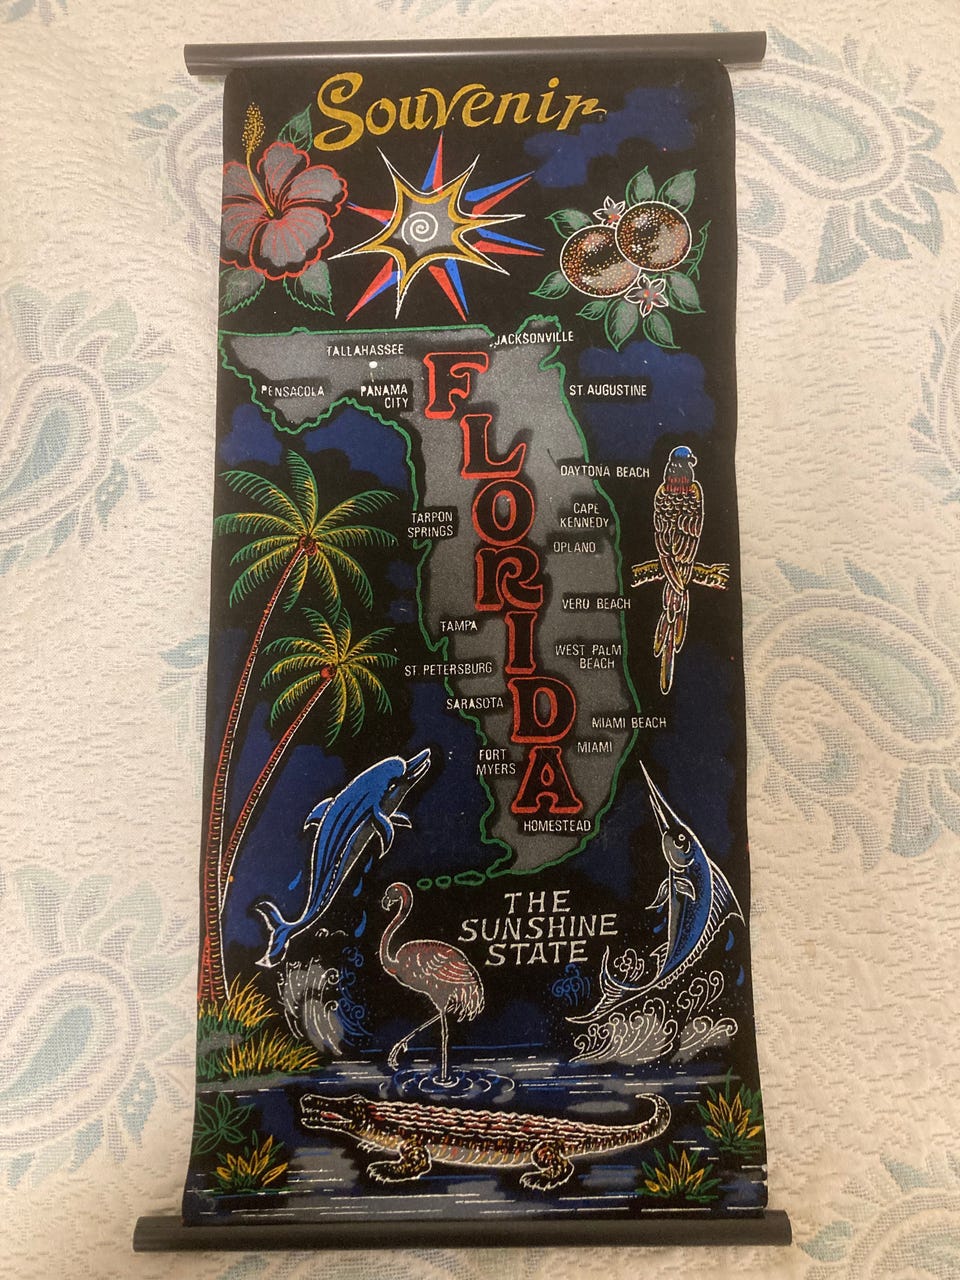 Souvenir
JACKSONVILLE
TALLAHASSEE
PENSACOLA
PANAMA
CITY
ST. AUGUSTINE
FLORIDA
DAYTONA BEACH
TARPON
SPRINGS
CAPE
KENNEDY
OPLAND
VERO BEACH
TAMPA
WEST PALM
BEACH
ST. PETERSBURG
SARASOTA
MIAMI BEACH
MIAMI
FORT
MYERS
HOMESTEAD
THE
SUNSHINE
STATE